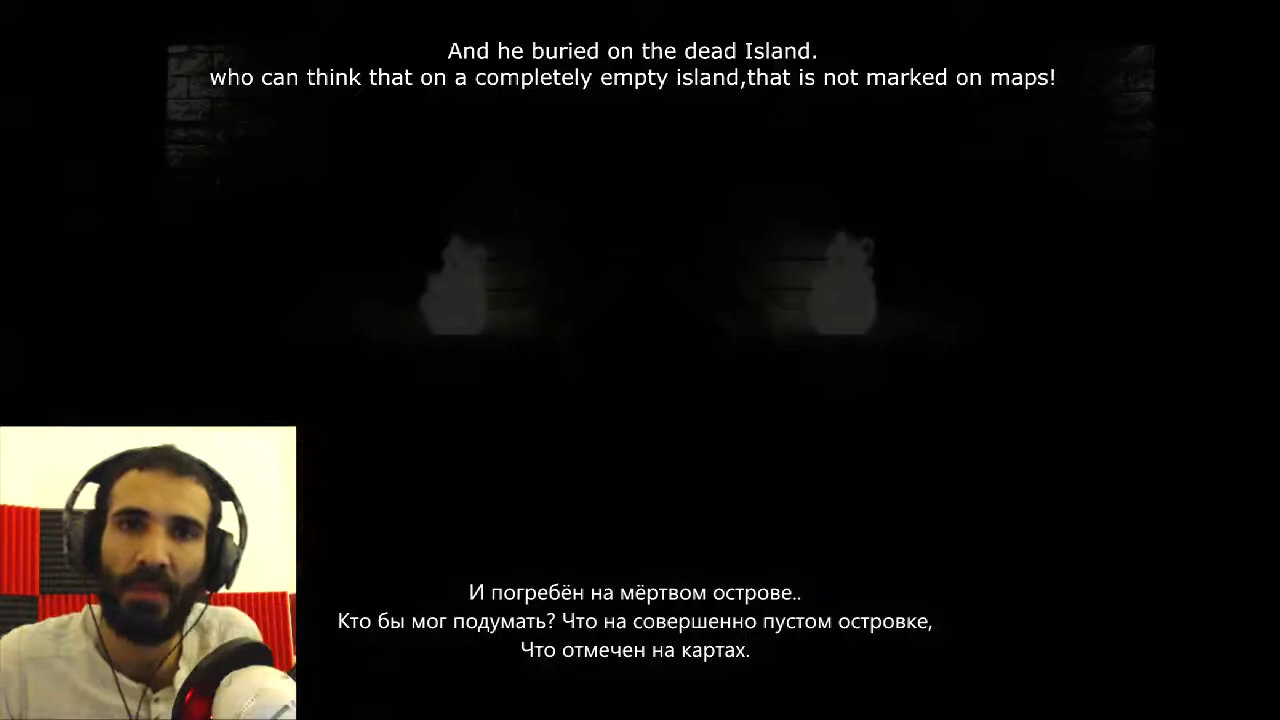 And he buried on the dead Island.
who can think that on a completely empty island,that is not marked on maps!
И погребён на мёртвом острове..
Кто бы мог подумать? Что на совершенно пустом островке,
Что отмечен на картах.